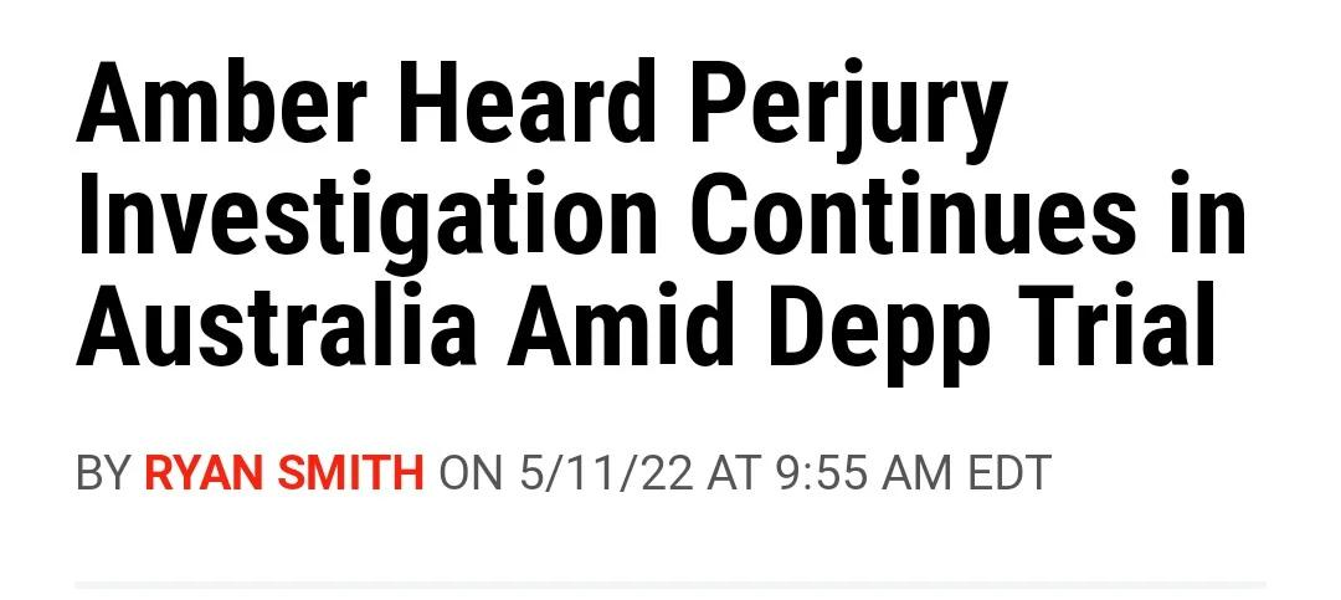 Amber Heard Perjury
Investigation Continues in
Australia Amid Depp Trial
BY RYAN SMITH ON 5/11/22 AT 9:55 AM EDT